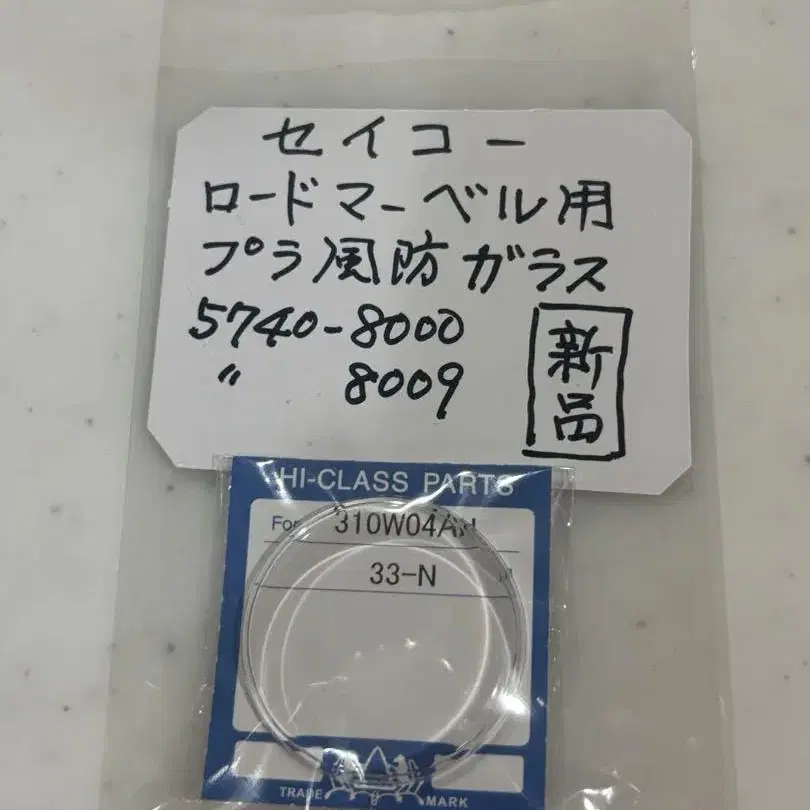 セイコー
ロードマーベル用
プラ風防ガラス
5740-8000
〃 8009
新品
HI-CLASS PARTS
For 310W04A
33-N
TRADE MARK